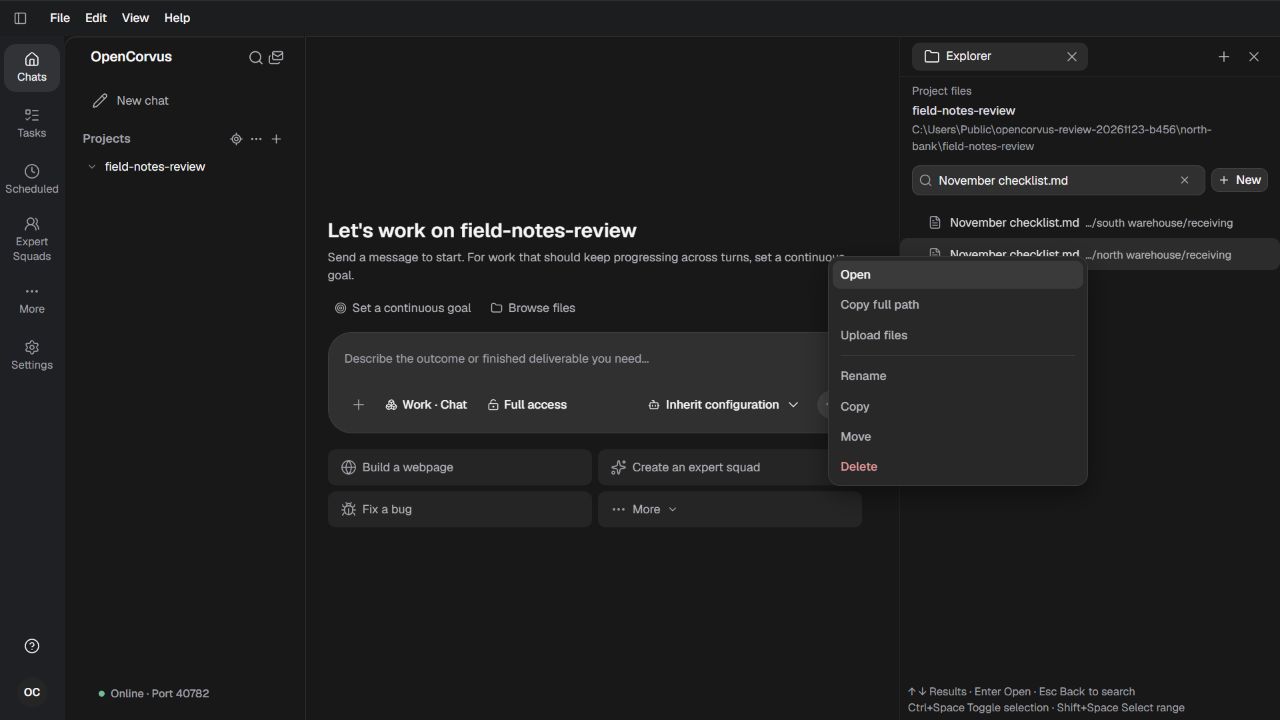 File Edit View Help
Chats
Tasks
Scheduled
Expert
Squads
More
Settings
OC
OpenCorvus
New chat
Projects
field-notes-review
Online · Port 40782
Let's work on field-notes-review
Send a message to start. For work that should keep progressing across turns, set a continuous
goal.
Set a continuous goal Browse files
Describe the outcome or finished deliverable you need...
Work · Chat Full access Inherit configuration
Build a webpage Create an expert squad
Fix a bug More
Explorer
Project files
field-notes-review
C:\Users\Public\opencorvus-review-20261123-b456\north-
bank\field-notes-review
November checklist.md New
November checklist.md …/south warehouse/receiving
November checklist.md …/north warehouse/receiving
Open
Copy full path
Upload files
Rename
Copy
Move
Delete
↑↓ Results · Enter Open · Esc Back to search
Ctrl+Space Toggle selection · Shift+Space Select range